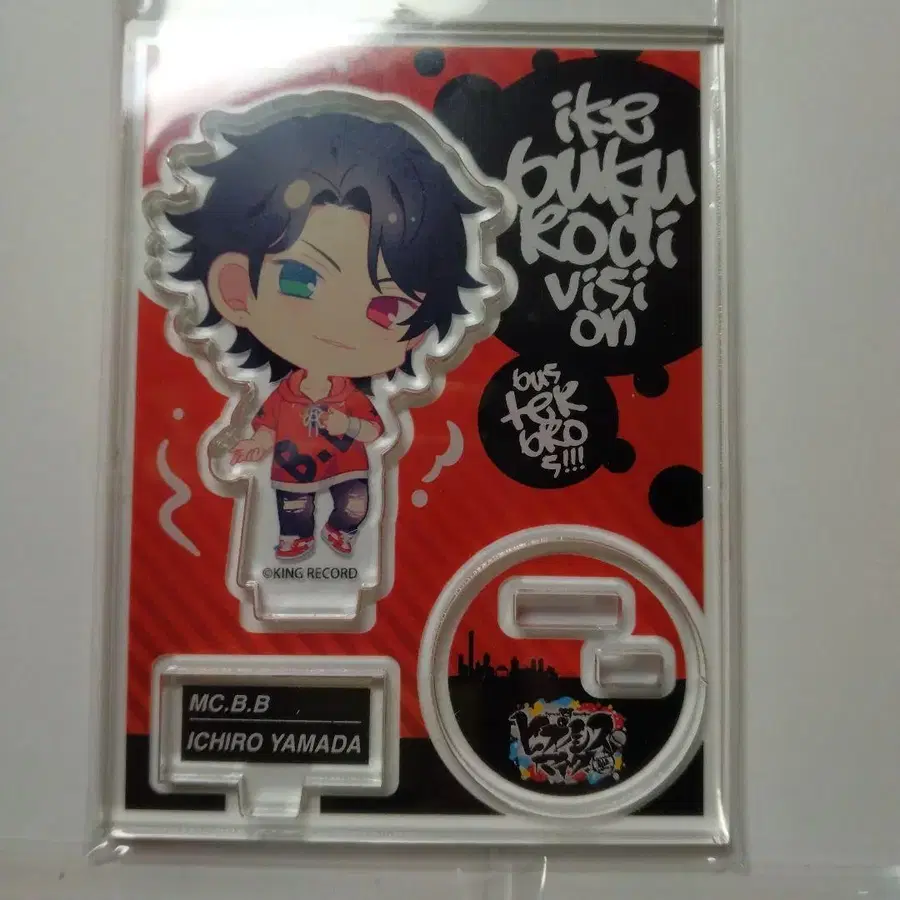 ike
buku
Rodi
visi
on
bus
teR
bRo
s!!!
B.B
©KING RECORD
MC.B.B
ICHIRO YAMADA
ヒプノシス
マイク